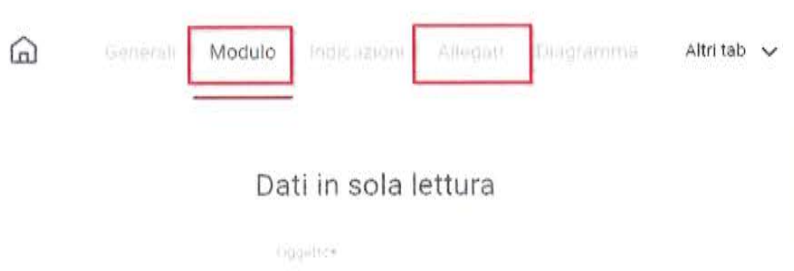 Generali Modulo Indicazioni Allegati Diagramma Altri tab
Dati in sola lettura
Oggetto*